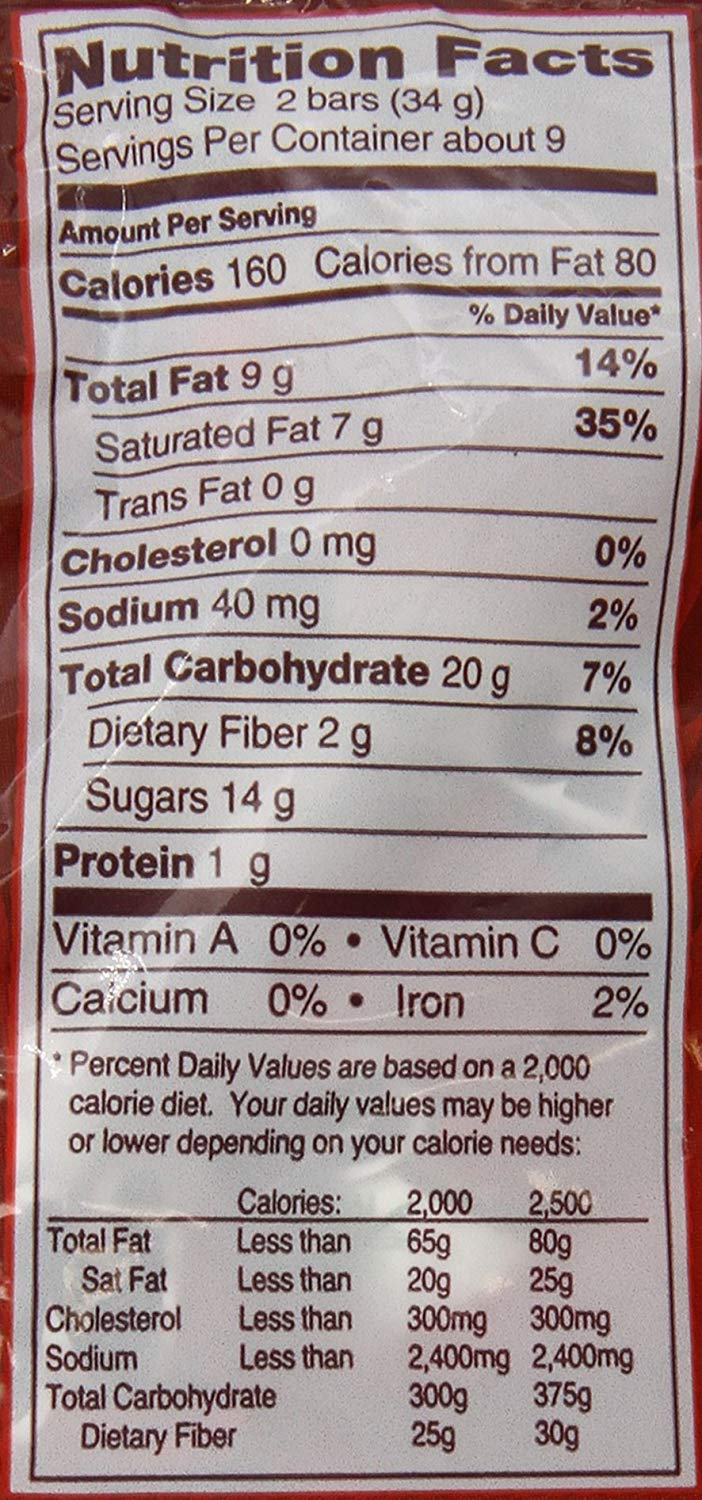 Nutrition Facts
Serving Size 2 bars (34 g)
Servings Per Container about 9
Amount Per Serving
Calories 160 Calories from Fat 80
% Daily Value*
Total Fat 9 g 14%
Saturated Fat 7 g 35%
Trans Fat 0 g
Cholesterol 0 mg 0%
Sodium 40 mg 2%
Total Carbohydrate 20 g 7%
Dietary Fiber 2 g 8%
Sugars 14 g
Protein 1 g
Vitamin A 0% • Vitamin C 0%
Calcium 0% • Iron 2%
* Percent Daily Values are based on a 2,000
calorie diet. Your daily values may be higher
or lower depending on your calorie needs:
Calories: 2,000 2,500
Total Fat Less than 65g 80g
Sat Fat Less than 20g 25g
Cholesterol Less than 300mg 300mg
Sodium Less than 2,400mg 2,400mg
Total Carbohydrate 300g 375g
Dietary Fiber 25g 30g